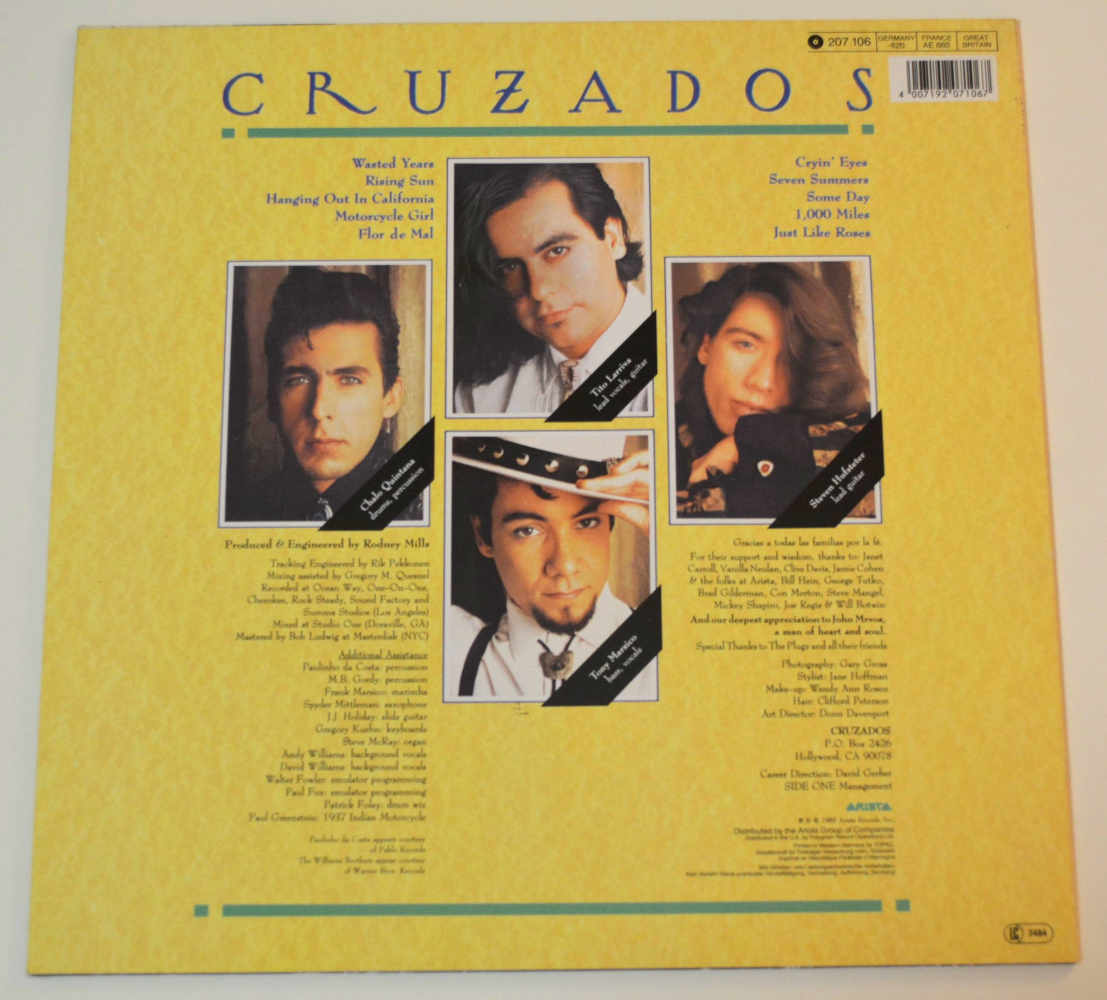 207 106
GERMANY
FRANCE
GREAT
BRITAIN
4 007192 071067
CRUZADOS
Wasted Years
Rising Sun
Hanging Out In California
Motorcycle Girl
Flor de Mal
Cryin' Eyes
Seven Summers
Some Day
1,000 Miles
Just Like Roses
Tito Larriva
lead vocals, guitar
Chalo Quintana
drums, percussion
Steven Hufsteter
lead guitar
Tony Marsico
bass, vocals
Produced & Engineered by Rodney Mills
Tracking Engineered by Rik Pekkonen
Mixing assisted by Gregory M. Quesnel
Recorded at Ocean Way, One-On-One,
Cherokee, Rock Steady, Sound Factory and
Summa Studios (Los Angeles)
Mixed at Studio One (Doraville, GA)
Mastered by Bob Ludwig at Masterdisk (NYC)
Additional Assistance
Paulinho da Costa: percussion
M.B. Gordy: percussion
Frank Marsico: marimba
Spyder Mittleman: saxophone
J.J. Holiday: slide guitar
Gregory Kuehn: keyboards
Steve McRay: organ
Andy Williams: background vocals
David Williams: background vocals
Walter Fowler: emulator programming
Paul Fox: emulator programming
Patrick Foley: drum wiz
Paul Greenstein: 1937 Indian Motorcycle
Paulinho da Costa appears courtesy
of Pablo Records
The Williams Brothers appear courtesy
of Warner Bros. Records
Gracias a todas las familias por la fé.
For their support and wisdom, thanks to: Janet
Carroll, Vanilla Neulan, Clive Davis, Jamie Cohen
& the folks at Arista, Bill Hein, George Tutko,
Brad Gilderman, Con Merton, Steve Mangel,
Mickey Shapiro, Joe Regis & Will Botwin
And our deepest appreciation to John Mrvos,
a man of heart and soul.
Special Thanks to The Plugz and all their friends
Photography: Gary Gross
Stylist: Jane Hoffman
Make-up: Wendy Ann Rosen
Hair: Clifford Peterson
Art Director: Donn Davenport
CRUZADOS
P.O. Box 2426
Hollywood, CA 90078
Career Direction: David Gerber
SIDE ONE Management
ARISTA
Arista Records, Inc.
Distributed by the Ariola Group of Companies
LC 3484